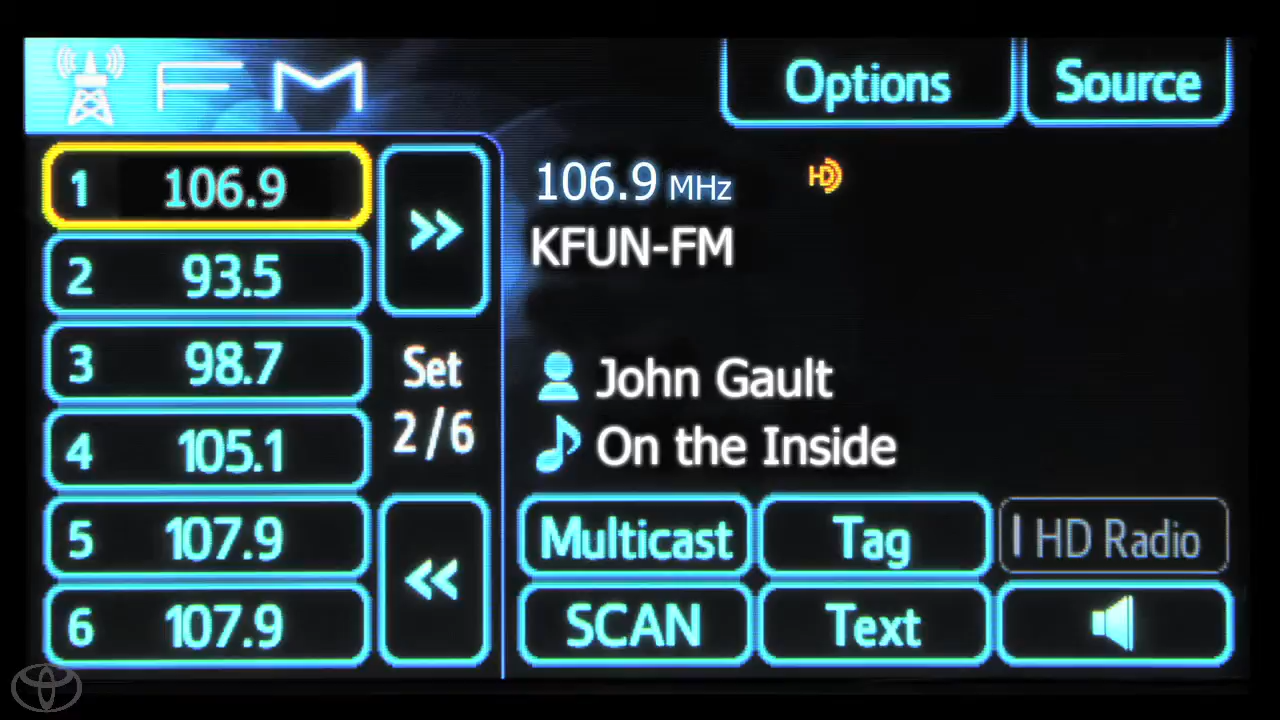 FM
Options
Source
1 106.9
2 93.5
3 98.7
4 105.1
5 107.9
6 107.9
Set
2/6
106.9 MHz
HD
KFUN-FM
John Gault
On the Inside
Multicast
Tag
HD Radio
SCAN
Text